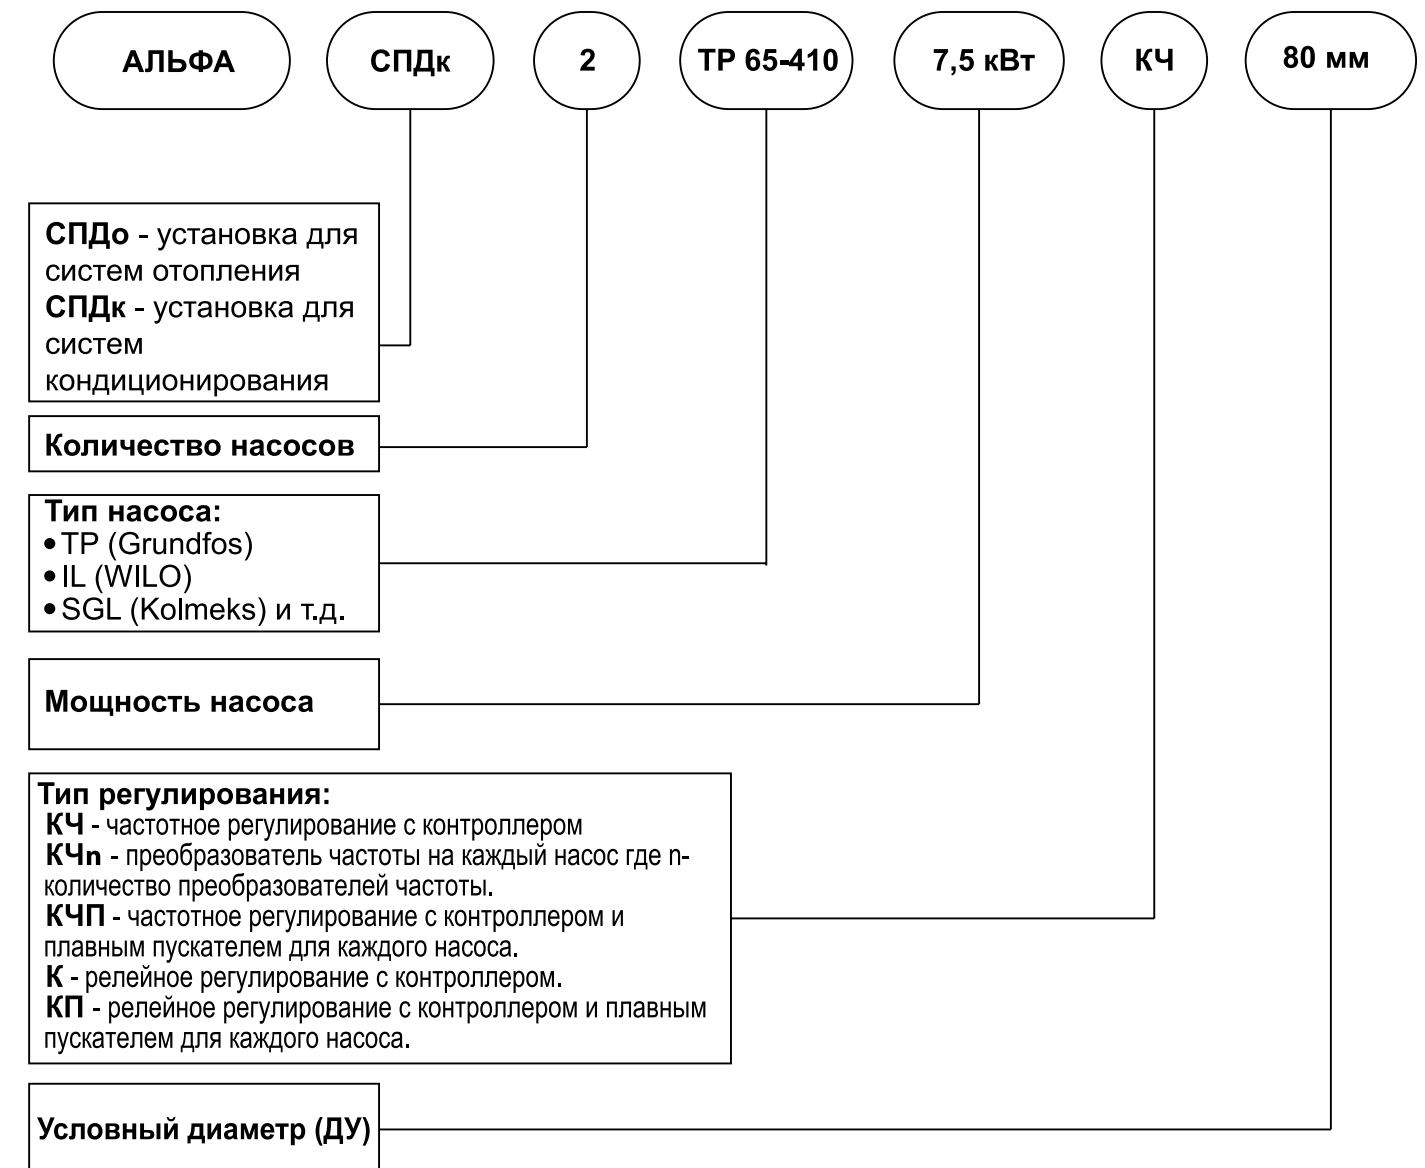 АЛЬФА СПДк 2 TP 65-410 7,5 кВт КЧ 80 мм
СПДо - установка для
систем отопления
СПДк - установка для
систем
кондиционирования
Количество насосов
Тип насоса:
• TP (Grundfos)
• IL (WILO)
• SGL (Kolmeks) и т.д.
Мощность насоса
Тип регулирования:
КЧ - частотное регулирование с контроллером
КЧn - преобразователь частоты на каждый насос где n-
количество преобразователей частоты.
КЧП - частотное регулирование с контроллером и
плавным пускателем для каждого насоса.
К - релейное регулирование с контроллером.
КП - релейное регулирование с контроллером и плавным
пускателем для каждого насоса.
Условный диаметр (ДУ)